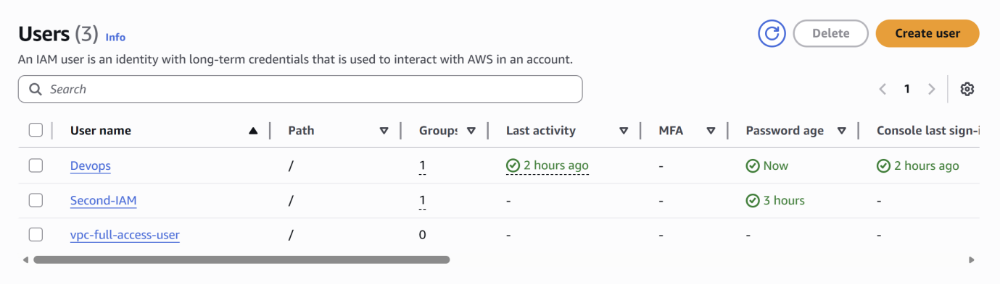 Users (3) Info
Delete
Create user
An IAM user is an identity with long-term credentials that is used to interact with AWS in an account.
Search
1
User name Path Groups Last activity MFA Password age Console last sign-i
Devops / 1 2 hours ago - Now 2 hours ago
Second-IAM / 1 - - 3 hours -
vpc-full-access-user / 0 - - - -